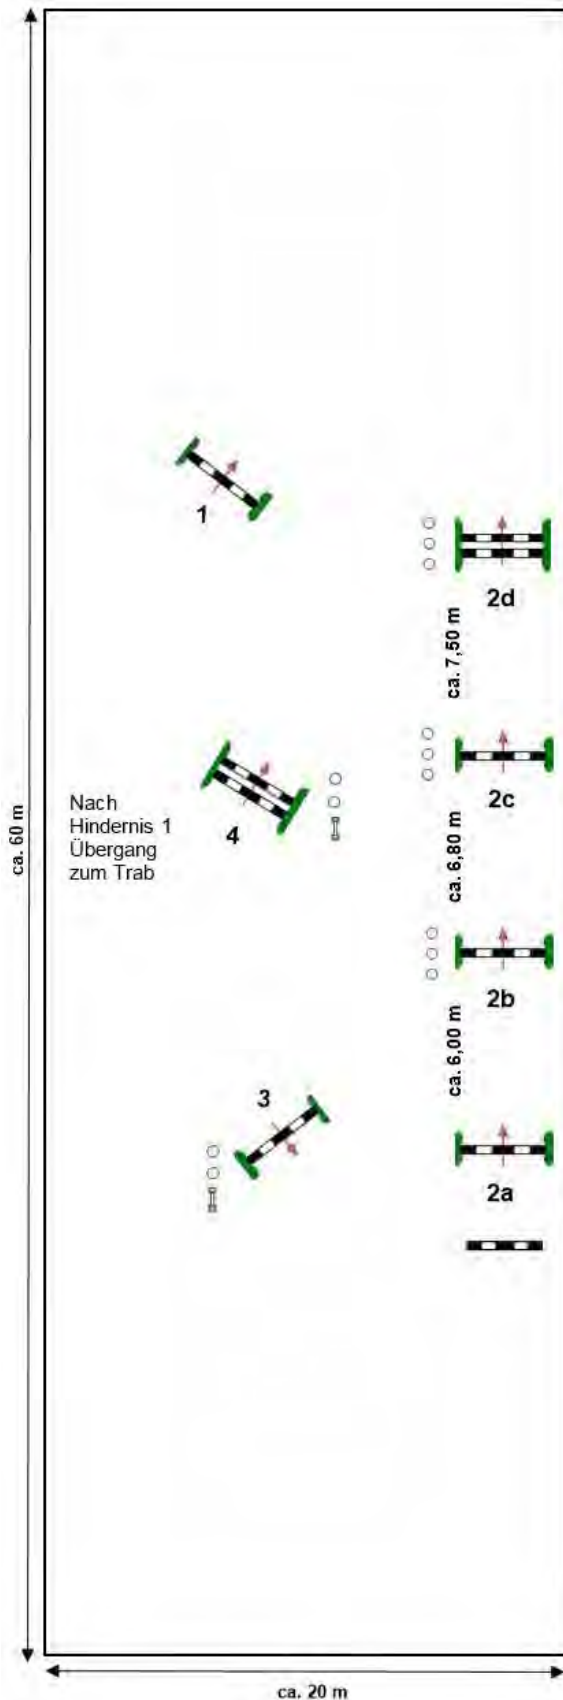 1
2d
ca. 7,50 m
2c
4
Nach
Hindernis 1
Übergang
zum Trab
ca. 60 m
ca. 6,80 m
2b
ca. 6,00 m
3
2a
ca. 20 m